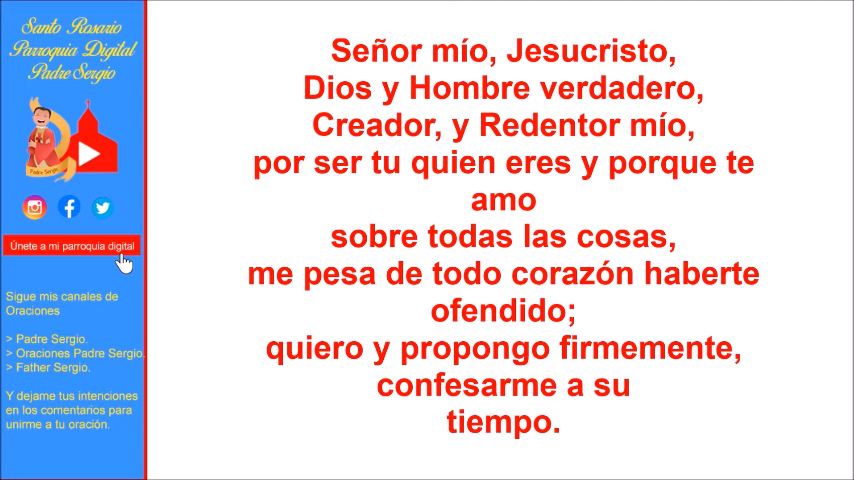 Santo Rosario
Parroquia Digital
Padre Sergio
Padre Sergio
Únete a mi parroquia digital
Sigue mis canales de
Oraciones
> Padre Sergio.
> Oraciones Padre Sergio.
> Father Sergio.
Y dejame tus intenciones
en los comentarios para
unirme a tu oración.
Señor mío, Jesucristo,
Dios y Hombre verdadero,
Creador, y Redentor mío,
por ser tu quien eres y porque te
amo
sobre todas las cosas,
me pesa de todo corazón haberte
ofendido;
quiero y propongo firmemente,
confesarme a su
tiempo.